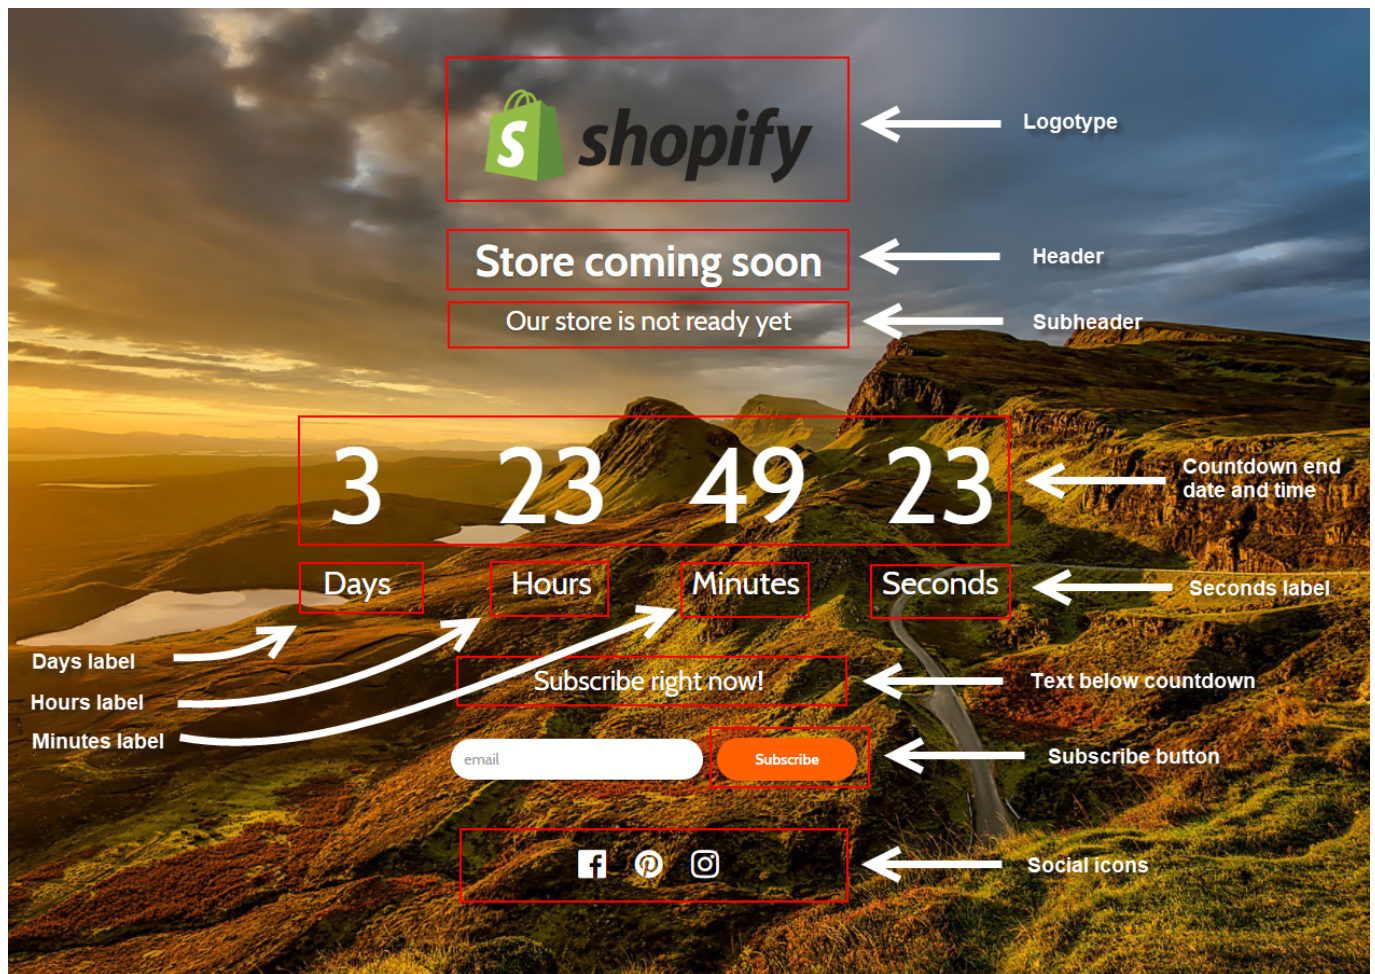 S shopify
Logotype
Store coming soon
Header
Our store is not ready yet
Subheader
3 23 49 23
Countdown end
date and time
Days Hours Minutes Seconds
Seconds label
Days label
Hours label
Minutes label
Subscribe right now!
Text below countdown
email
Subscribe
Subscribe button
Social icons